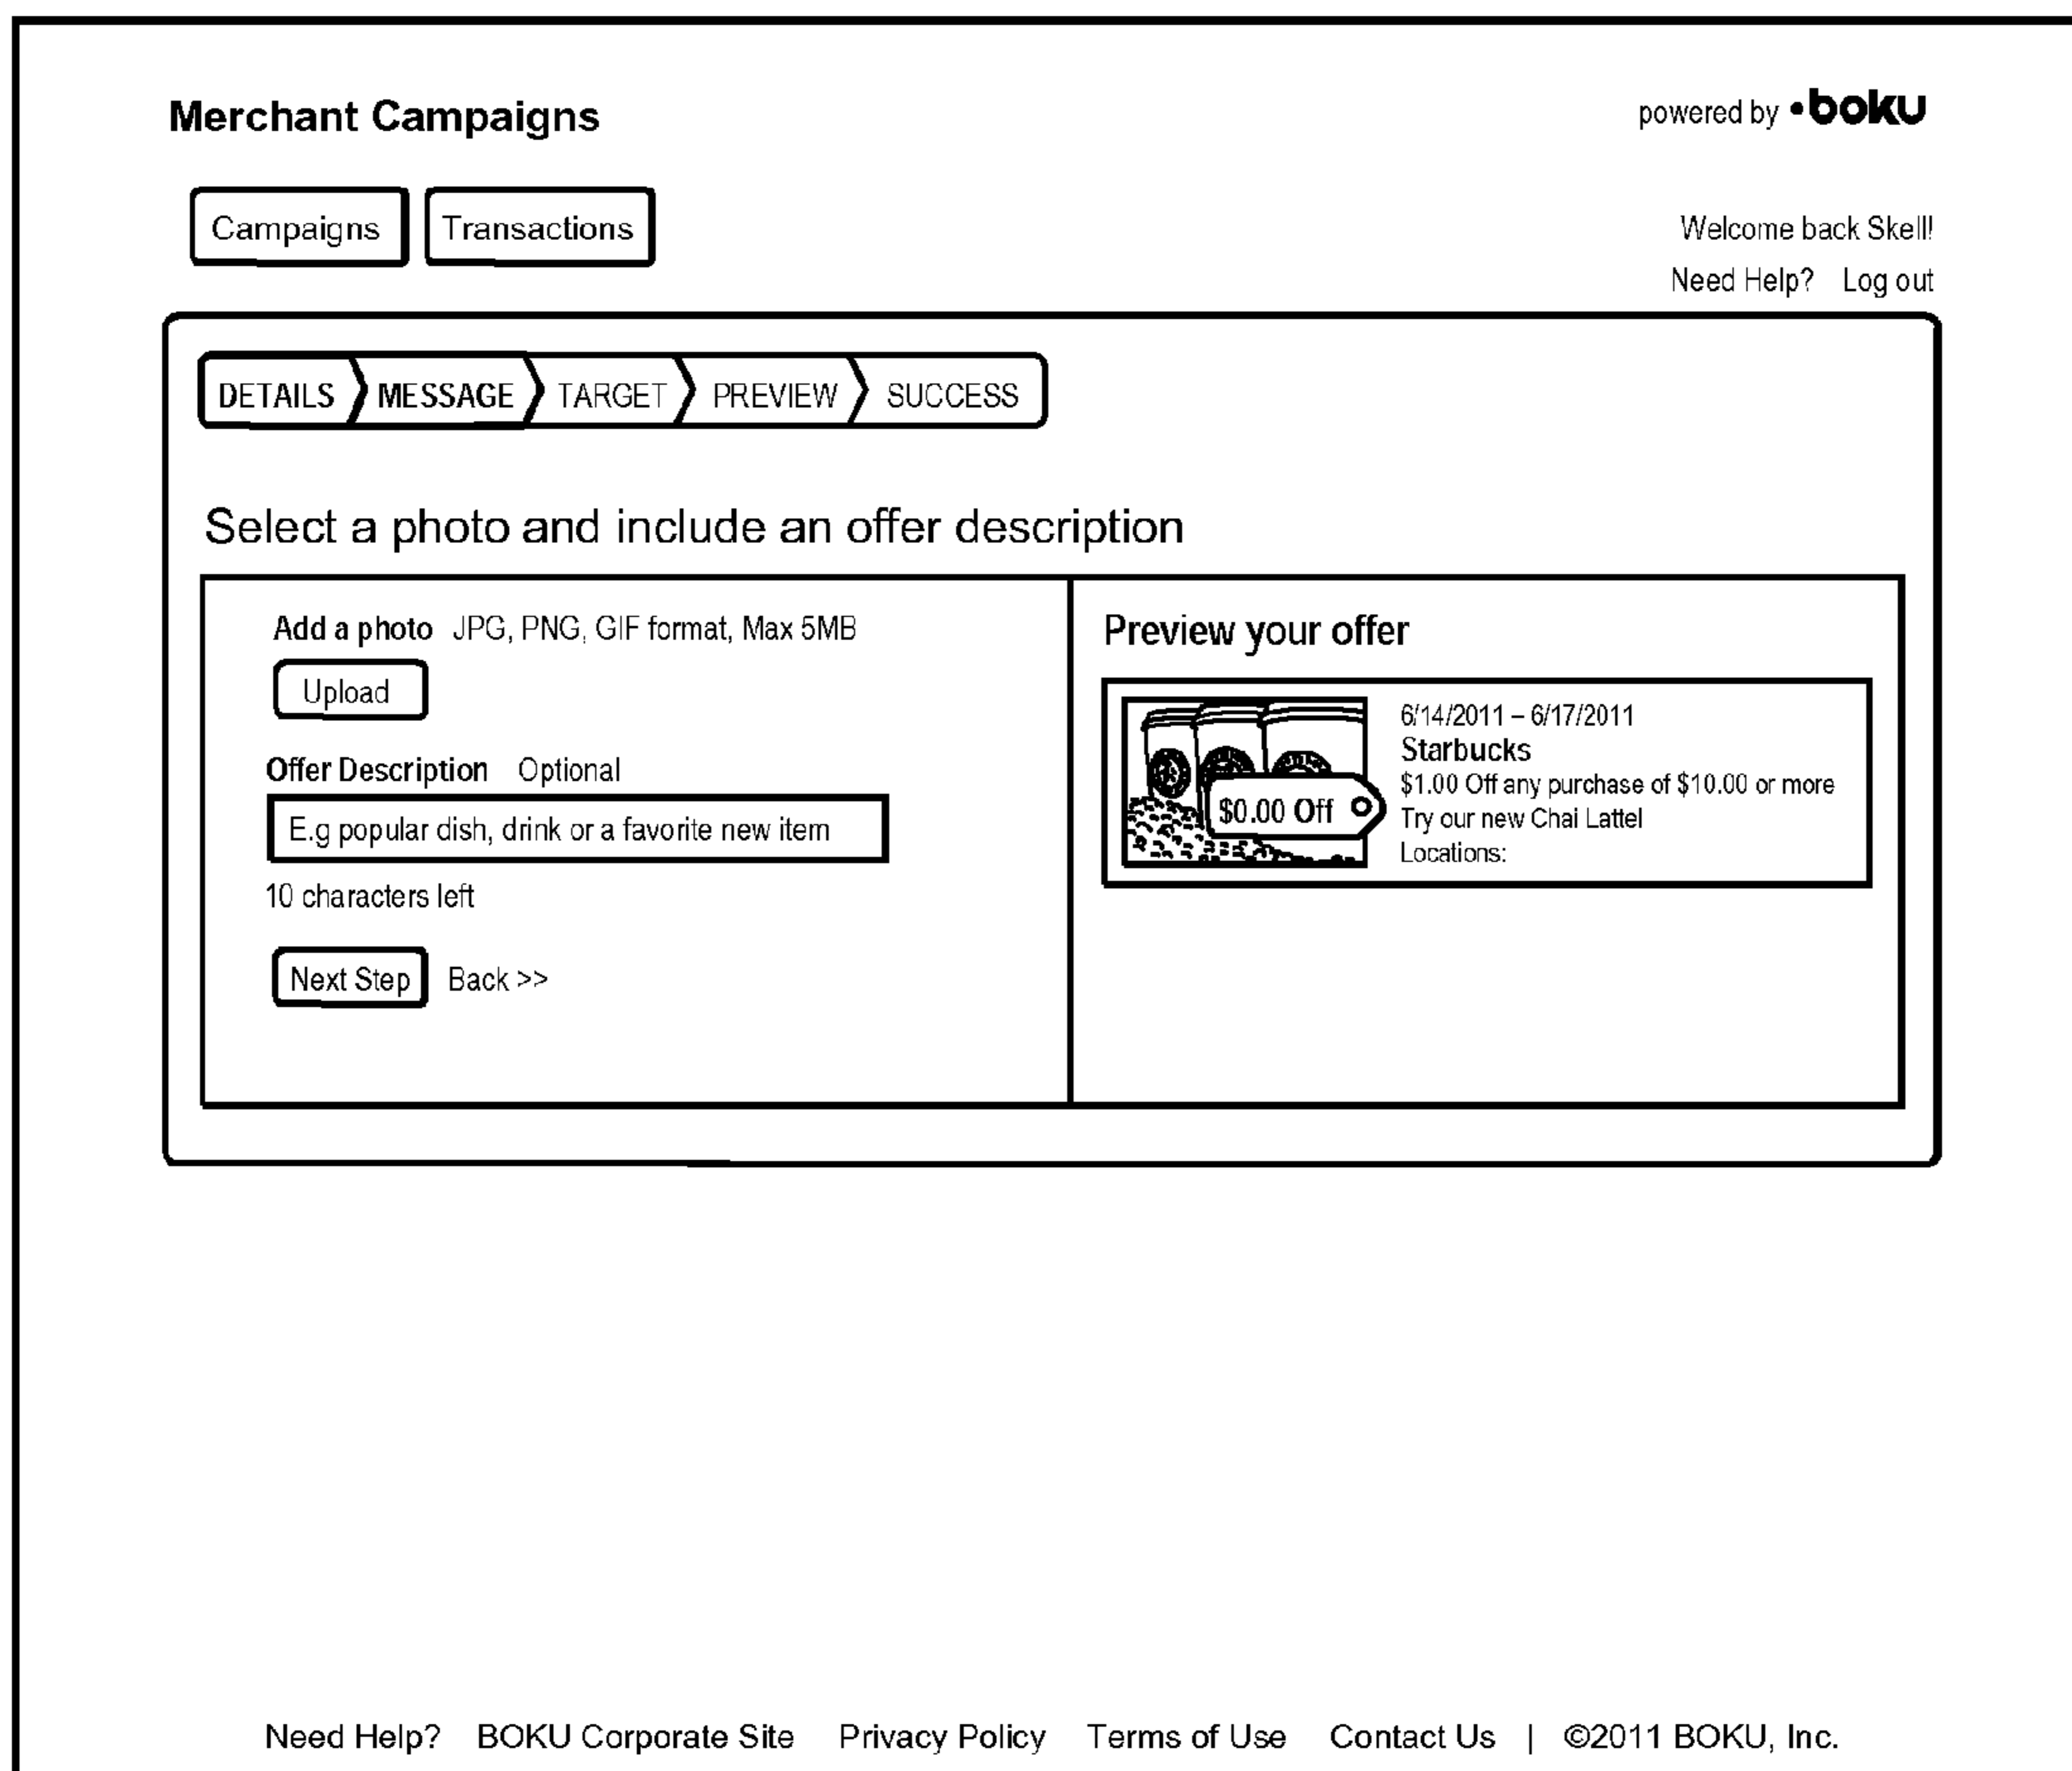 Merchant Campaigns
powered by •boku
Campaigns Transactions
Welcome back Skell!
Need Help? Log out
DETAILS MESSAGE TARGET PREVIEW SUCCESS
Select a photo and include an offer description
Add a photo JPG, PNG, GIF format, Max 5MB
Upload
Offer Description Optional
E.g popular dish, drink or a favorite new item
10 characters left
Next Step Back >>
Preview your offer
$0.00 Off
6/14/2011 – 6/17/2011
Starbucks
$1.00 Off any purchase of $10.00 or more
Try our new Chai Lattel
Locations:
Need Help? BOKU Corporate Site Privacy Policy Terms of Use Contact Us | ©2011 BOKU, Inc.